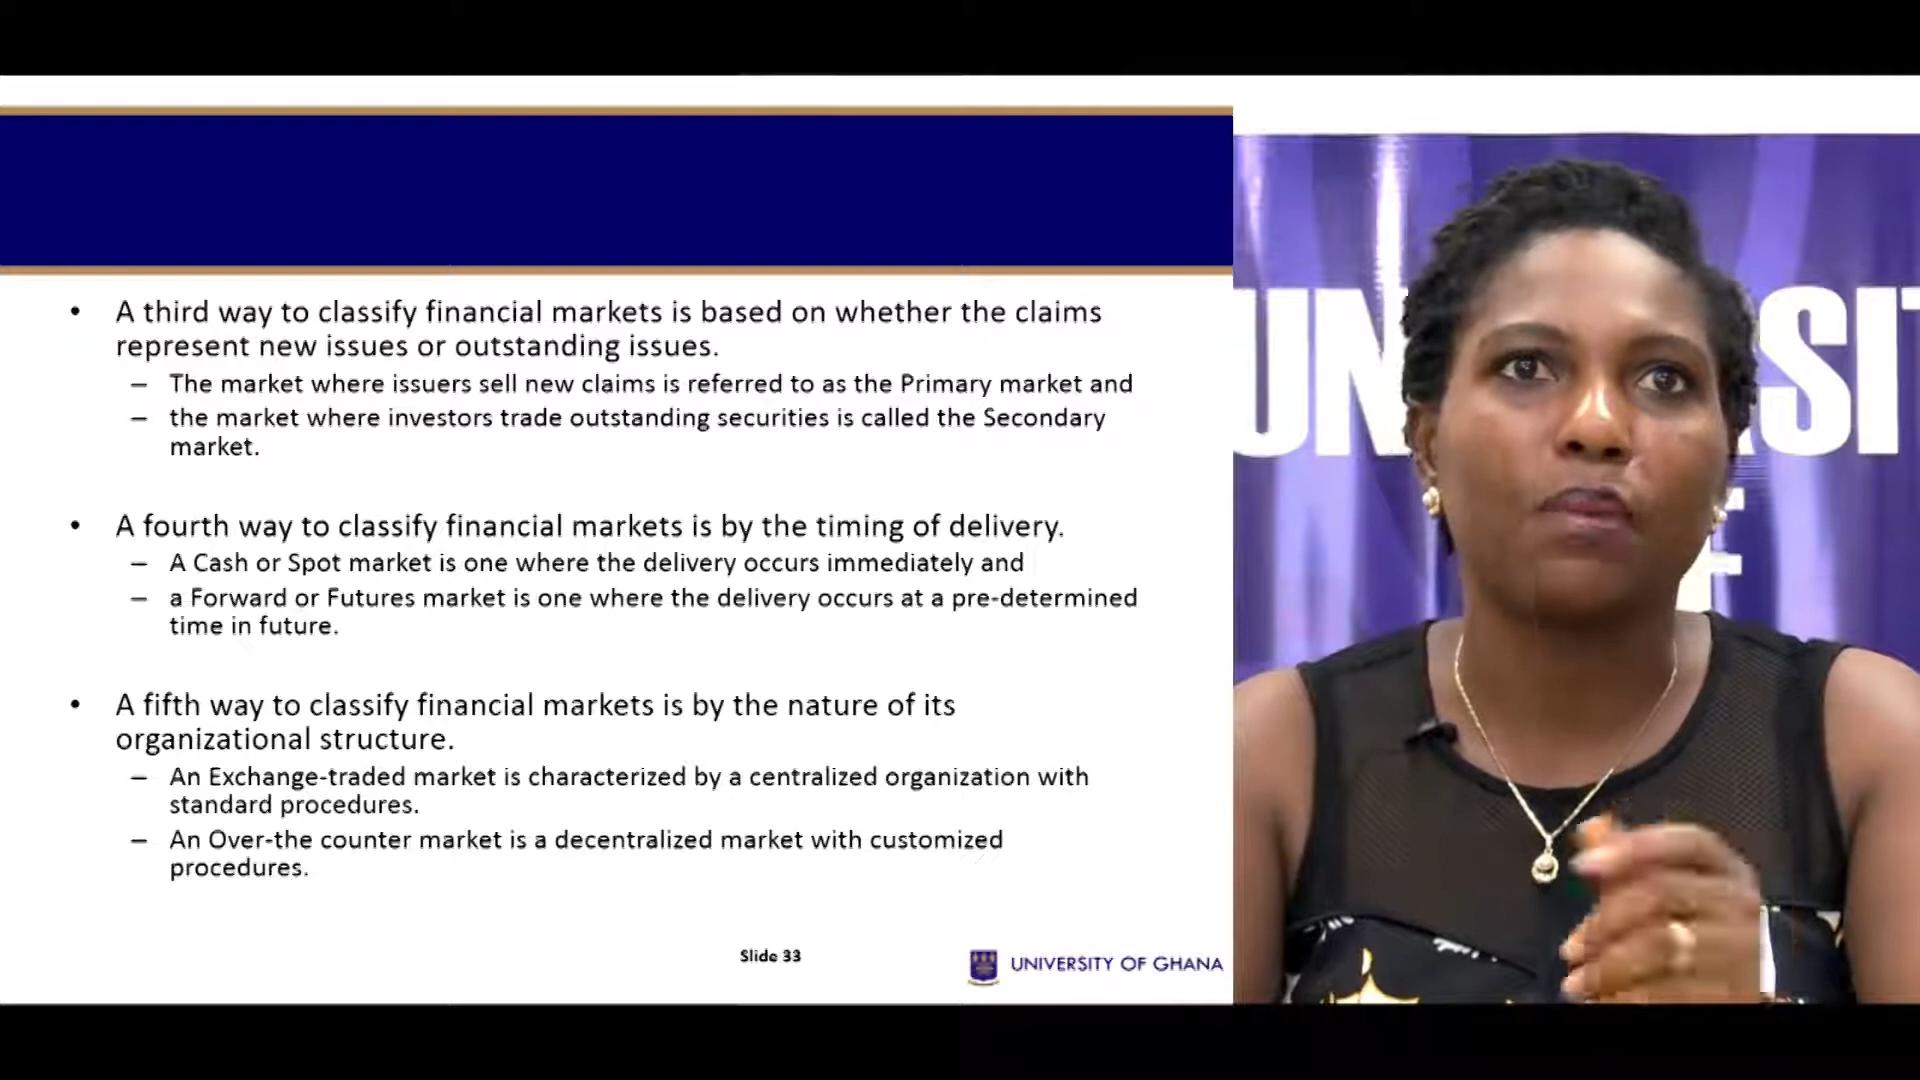 • A third way to classify financial markets is based on whether the claims
represent new issues or outstanding issues.
– The market where issuers sell new claims is referred to as the Primary market and
– the market where investors trade outstanding securities is called the Secondary
market.
• A fourth way to classify financial markets is by the timing of delivery.
– A Cash or Spot market is one where the delivery occurs immediately and
– a Forward or Futures market is one where the delivery occurs at a pre-determined
time in future.
• A fifth way to classify financial markets is by the nature of its
organizational structure.
– An Exchange-traded market is characterized by a centralized organization with
standard procedures.
– An Over-the counter market is a decentralized market with customized
procedures.
Slide 33
UNIVERSITY OF GHANA